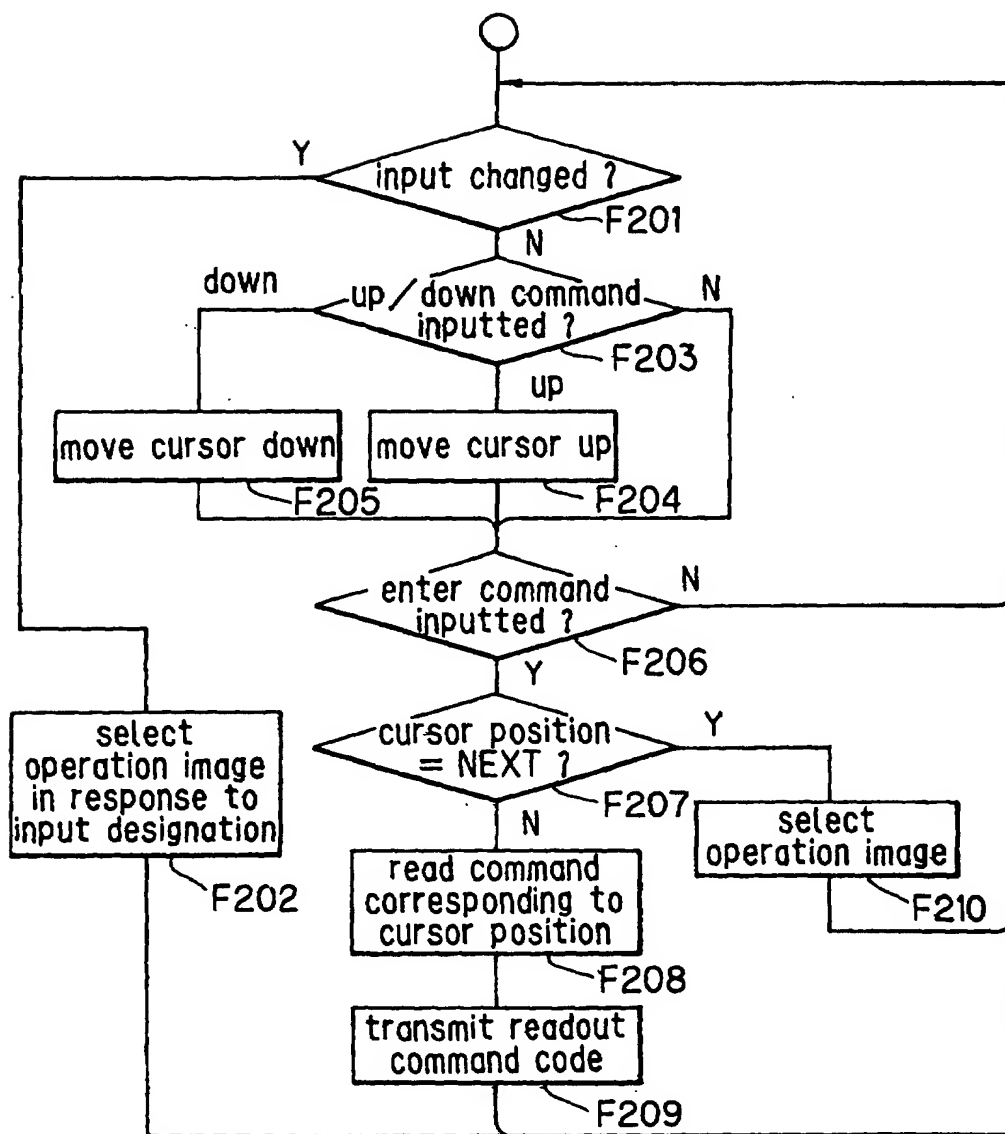 Y
input changed ?
F201
N
down
up/down command
inputted ?
N
F203
up
move cursor down
move cursor up
F205
F204
enter command
inputted ?
N
F206
Y
select
operation image
in response to
input designation
F202
cursor position
= NEXT ?
Y
F207
N
select
operation image
F210
read command
corresponding to
cursor position
F208
transmit readout
command code
F209